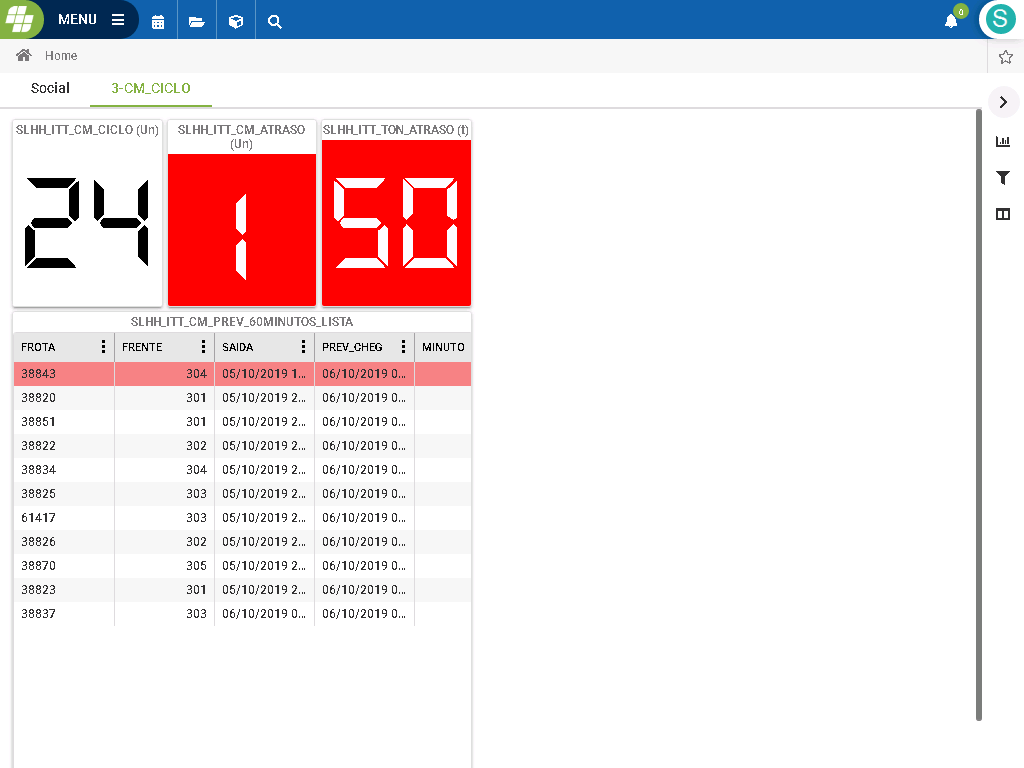 MENU
0
S
Home
Social 3-CM_CICLO
SLHH_ITT_CM_CICLO (Un)
24
SLHH_ITT_CM_ATRASO
(Un)
1
SLHH_ITT_TON_ATRASO (t)
50
SLHH_ITT_CM_PREV_60MINUTOS_LISTA
FROTA FRENTE SAIDA PREV_CHEG MINUTO
38843 304 05/10/2019 1... 06/10/2019 0...
38820 301 05/10/2019 2... 06/10/2019 0...
38851 301 05/10/2019 2... 06/10/2019 0...
38822 302 05/10/2019 2... 06/10/2019 0...
38834 304 05/10/2019 2... 06/10/2019 0...
38825 303 05/10/2019 2... 06/10/2019 0...
61417 303 05/10/2019 2... 06/10/2019 0...
38826 302 05/10/2019 2... 06/10/2019 0...
38870 305 05/10/2019 2... 06/10/2019 0...
38823 301 05/10/2019 2... 06/10/2019 0...
38837 303 06/10/2019 0... 06/10/2019 0...